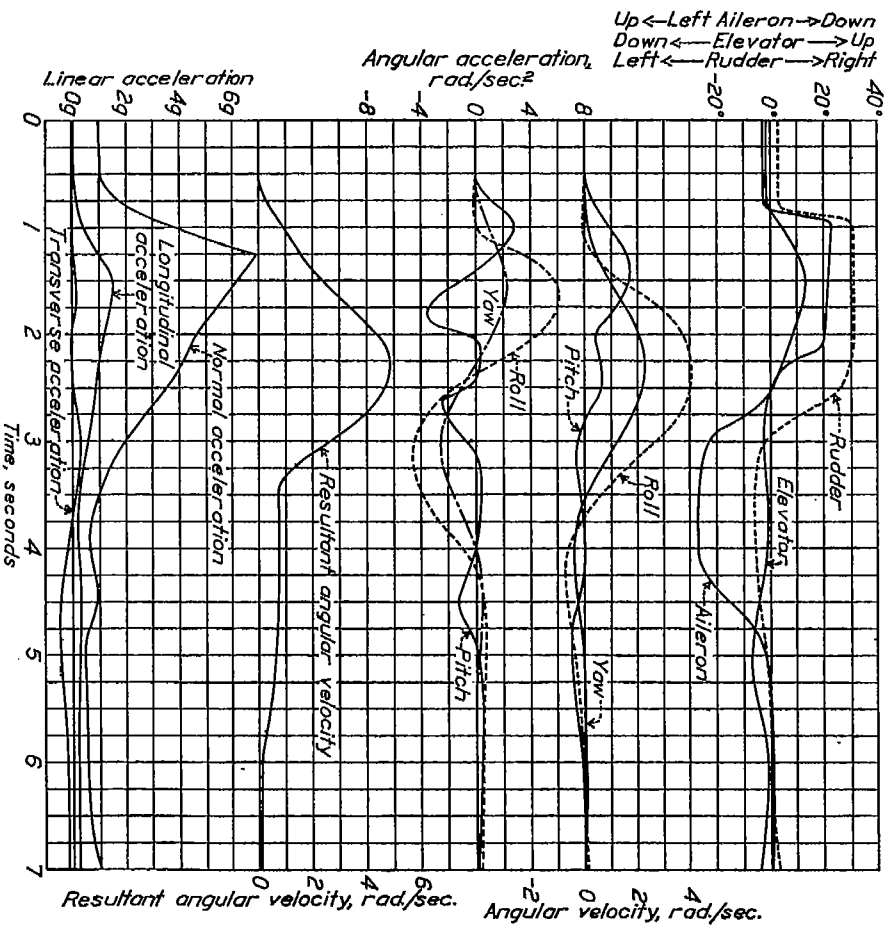 Up←Left Aileron→Down
Down←Elevator→Up
Left←Rudder→Right
-20° 0° 20° 40°
Angular acceleration,
rad./sec.²
-8 -4 0 4 8
Linear acceleration
0g 2g 4g 6g
0
1
2
3
4
5
6
7
Time, seconds
Transverse acceleration
Longitudinal
acceleration
Normal acceleration
Resultant angular velocity
Yaw
Roll
Pitch
Pitch
Roll
Yaw
Rudder
Elevator
Aileron
0 2 4 6
Resultant angular velocity, rad./sec.
-2 0 2 4
Angular velocity, rad./sec.